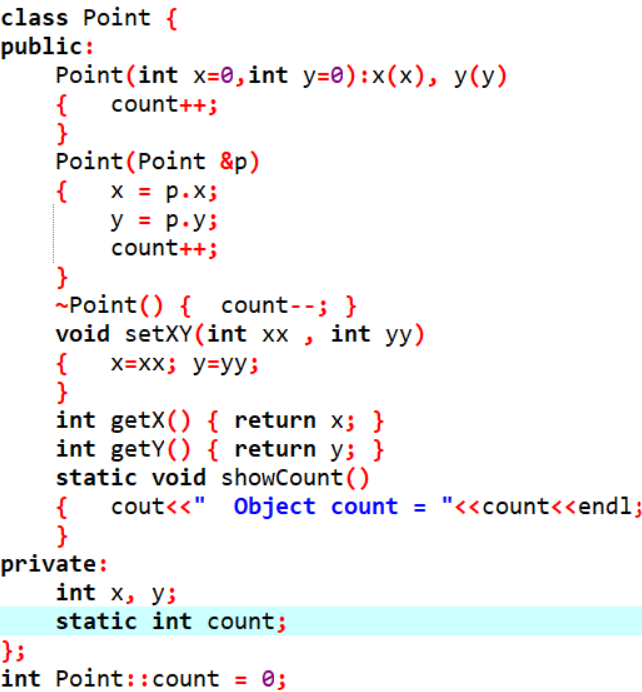 class Point {
public:
    Point(int x=0,int y=0):x(x), y(y)
    {   count++;
    }
    Point(Point &p)
    {   x = p.x;
        y = p.y;
        count++;
    }
    ~Point() {  count--; }
    void setXY(int xx , int yy)
    {   x=xx; y=yy;
    }
    int getX() { return x; }
    int getY() { return y; }
    static void showCount()
    {   cout<<"  Object count = "<<count<<endl;
    }
private:
    int x, y;
    static int count;
};
int Point::count = 0;